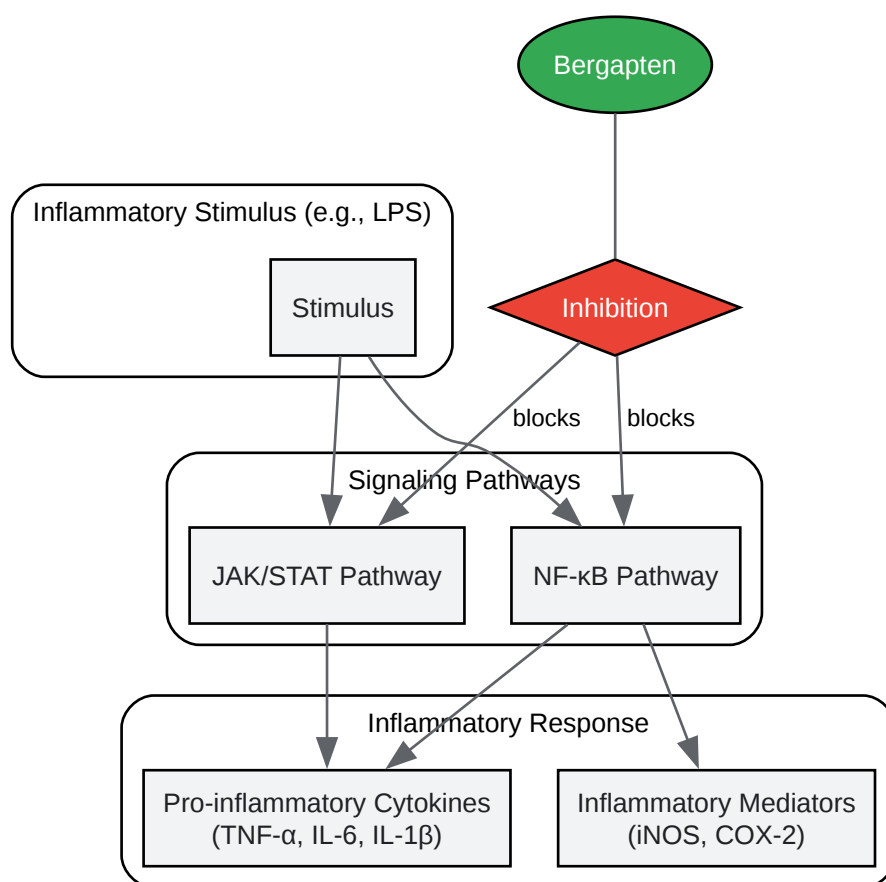 Bergapten
Inflammatory Stimulus (e.g., LPS)
Stimulus
Inhibition
blocks
blocks
Signaling Pathways
JAK/STAT Pathway
NF-κB Pathway
Inflammatory Response
Pro-inflammatory Cytokines
(TNF-α, IL-6, IL-1β)
Inflammatory Mediators
(iNOS, COX-2)